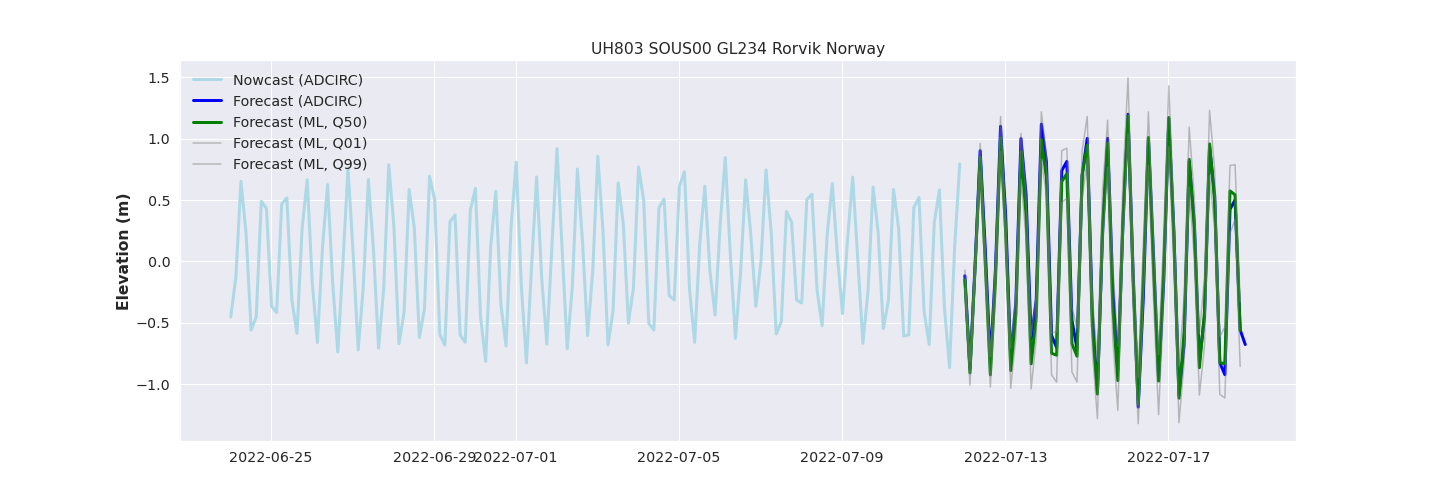 UH803 SOUS00 GL234 Rorvik Norway
Nowcast (ADCIRC)
Forecast (ADCIRC)
Forecast (ML, Q50)
Forecast (ML, Q01)
Forecast (ML, Q99)
Elevation (m)
1.5
1.0
0.5
0.0
−0.5
−1.0
2022-06-25 2022-06-29 2022-07-01 2022-07-05 2022-07-09 2022-07-13 2022-07-17